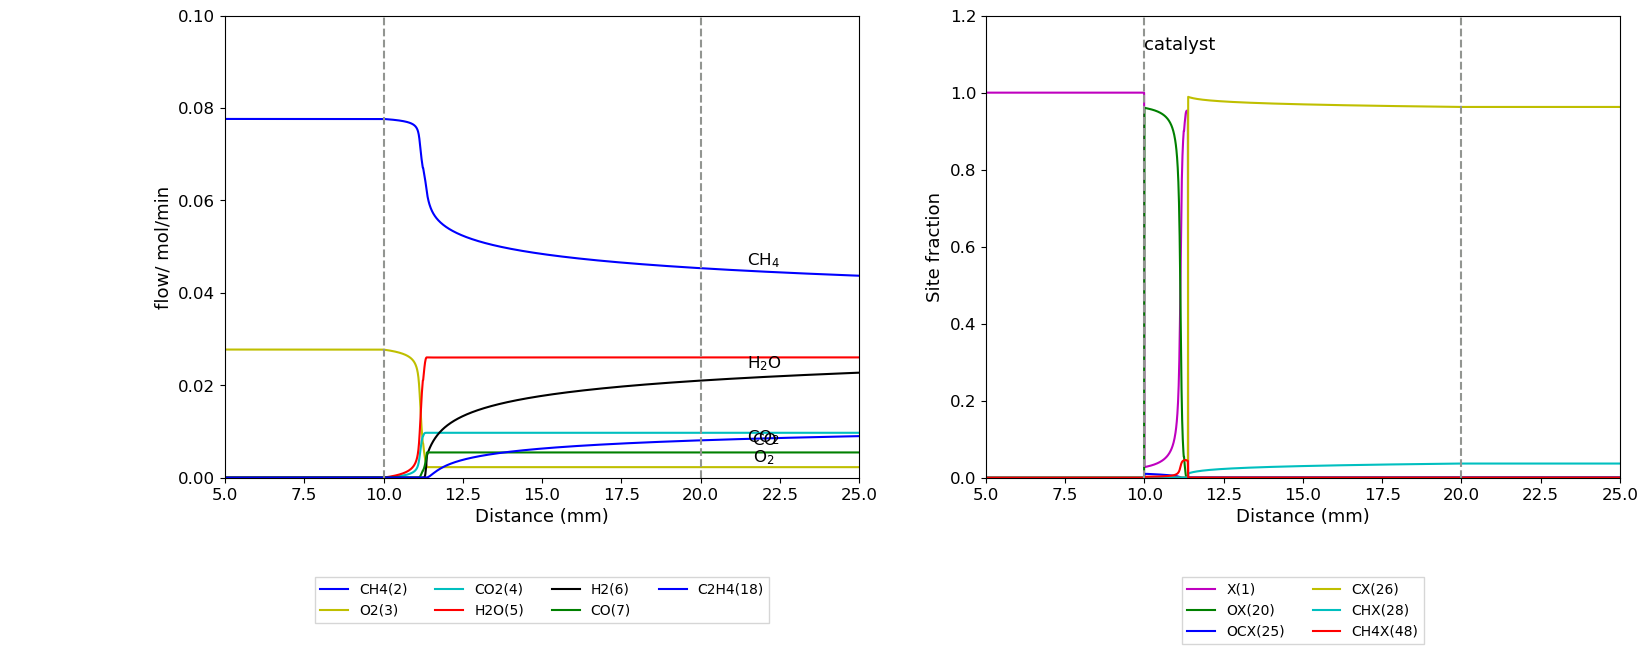 0.10
0.08
0.06
0.04
0.02
0.00
flow/ mol/min
CH4
H2O
CO2
CO
O2
5.0 7.5 10.0 12.5 15.0 17.5 20.0 22.5 25.0
Distance (mm)
CH4(2) CO2(4) H2(6) C2H4(18)
O2(3) H2O(5) CO(7)
1.2
1.0
0.8
0.6
0.4
0.2
0.0
Site fraction
catalyst
5.0 7.5 10.0 12.5 15.0 17.5 20.0 22.5 25.0
Distance (mm)
X(1) CX(26)
OX(20) CHX(28)
OCX(25) CH4X(48)